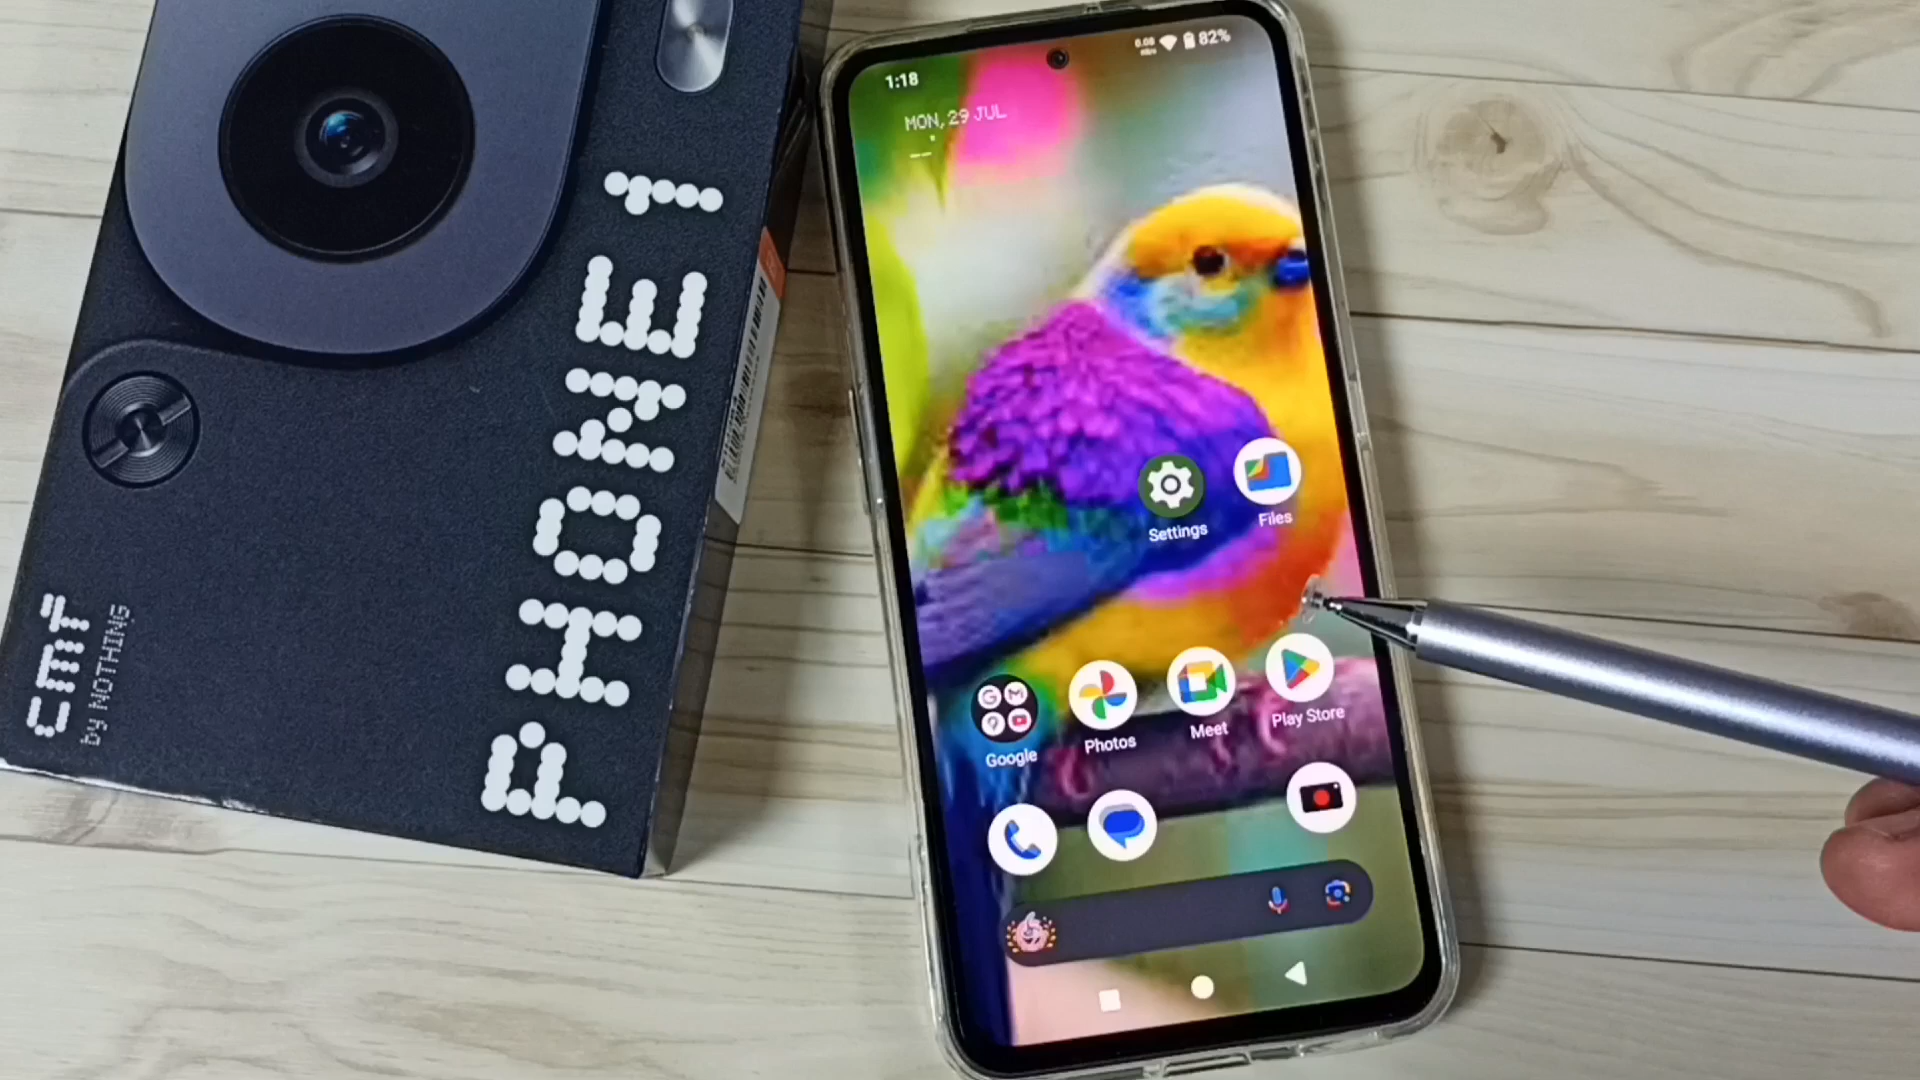 PHONE 1
cmf
by NOTHING
1:18
82%
MON, 29 JUL
Settings
Files
Google
Photos
Meet
Play Store